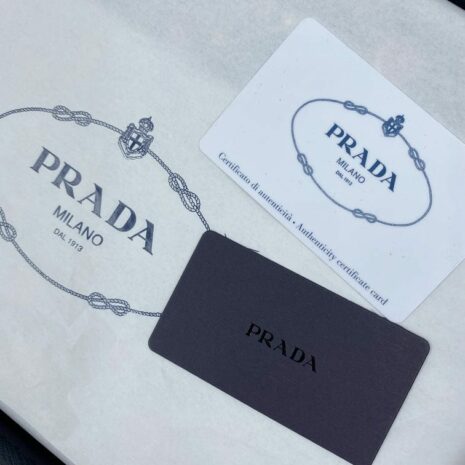 PRADA
MILANO
DAL 1913
PRADA
MILANO
DAL 1913
Certificato di autenticità • Authenticity certificate card
PRADA